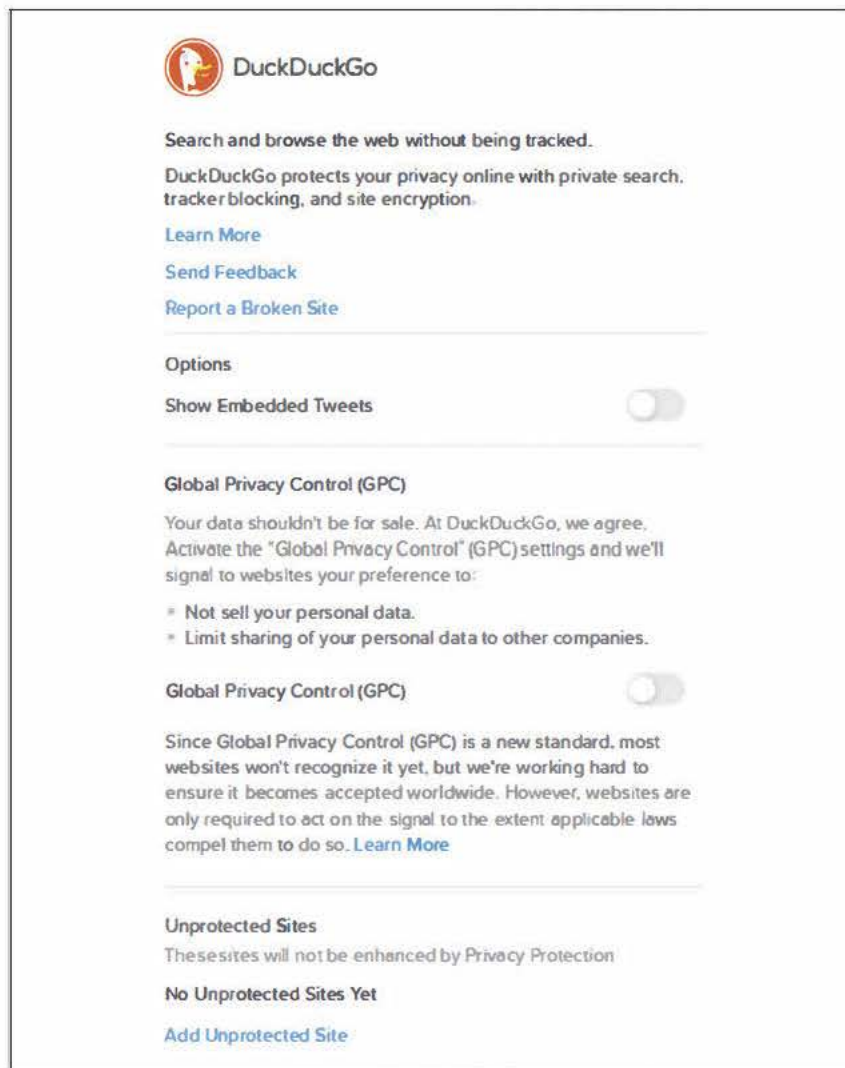 DuckDuckGo
Search and browse the web without being tracked.
DuckDuckGo protects your privacy online with private search,
tracker blocking, and site encryption.
Learn More
Send Feedback
Report a Broken Site
Options
Show Embedded Tweets
Global Privacy Control (GPC)
Your data shouldn't be for sale. At DuckDuckGo, we agree.
Activate the "Global Privacy Control" (GPC) settings and we'll
signal to websites your preference to:
• Not sell your personal data.
• Limit sharing of your personal data to other companies.
Global Privacy Control (GPC)
Since Global Privacy Control (GPC) is a new standard, most
websites won't recognize it yet, but we're working hard to
ensure it becomes accepted worldwide. However, websites are
only required to act on the signal to the extent applicable laws
compel them to do so. Learn More
Unprotected Sites
These sites will not be enhanced by Privacy Protection
No Unprotected Sites Yet
Add Unprotected Site